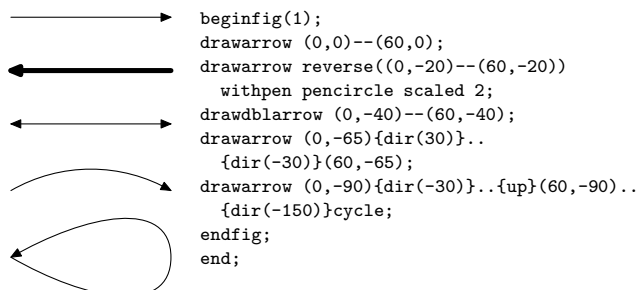 beginfig(1);
drawarrow (0,0)--(60,0);
drawarrow reverse((0,-20)--(60,-20))
  withpen pencircle scaled 2;
drawdblarrow (0,-40)--(60,-40);
drawarrow (0,-65){dir(30)}..
  {dir(-30)}(60,-65);
drawarrow (0,-90){dir(-30)}..{up}(60,-90)..
  {dir(-150)}cycle;
endfig;
end;